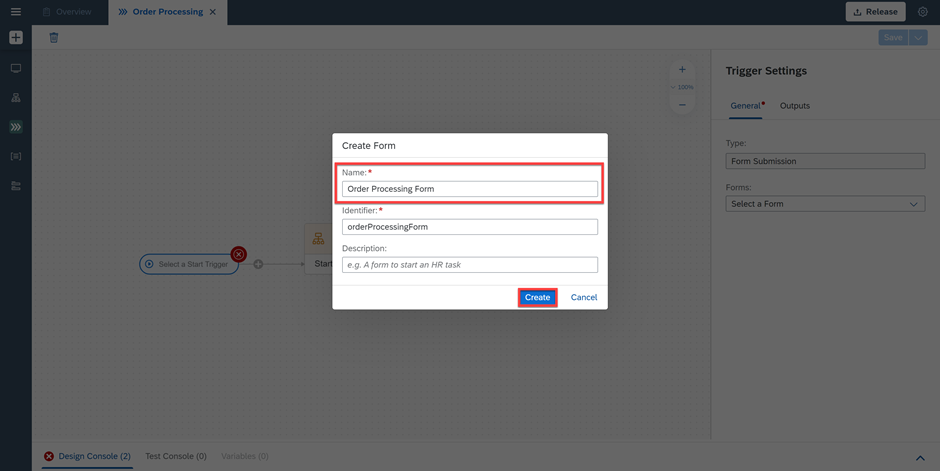 Overview
Order Processing
Release
Save
100%
Trigger Settings
General
Outputs
Type:
Form Submission
Forms:
Select a Form
Create Form
Name:*
Order Processing Form
Identifier:*
orderProcessingForm
Description:
e.g. A form to start an HR task
Create
Cancel
Select a Start Trigger
Start
Design Console (2)
Test Console (0)
Variables (0)